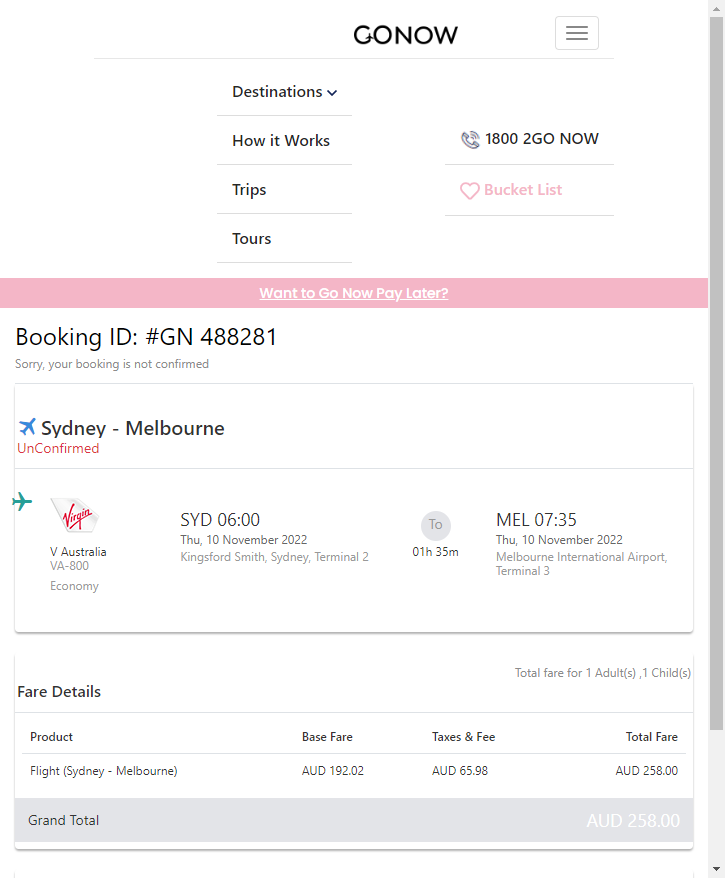 GONOW
Destinations
How it Works
1800 2GO NOW
Trips
Bucket List
Tours
Want to Go Now Pay Later?
Booking ID: #GN 488281
Sorry, your booking is not confirmed
Sydney - Melbourne
UnConfirmed
Virgin
V Australia
VA-800
Economy
SYD 06:00
Thu, 10 November 2022
Kingsford Smith, Sydney, Terminal 2
To
01h 35m
MEL 07:35
Thu, 10 November 2022
Melbourne International Airport,
Terminal 3
Total fare for 1 Adult(s) ,1 Child(s)
Fare Details
Product Base Fare Taxes & Fee Total Fare
Flight (Sydney - Melbourne) AUD 192.02 AUD 65.98 AUD 258.00
Grand Total AUD 258.00